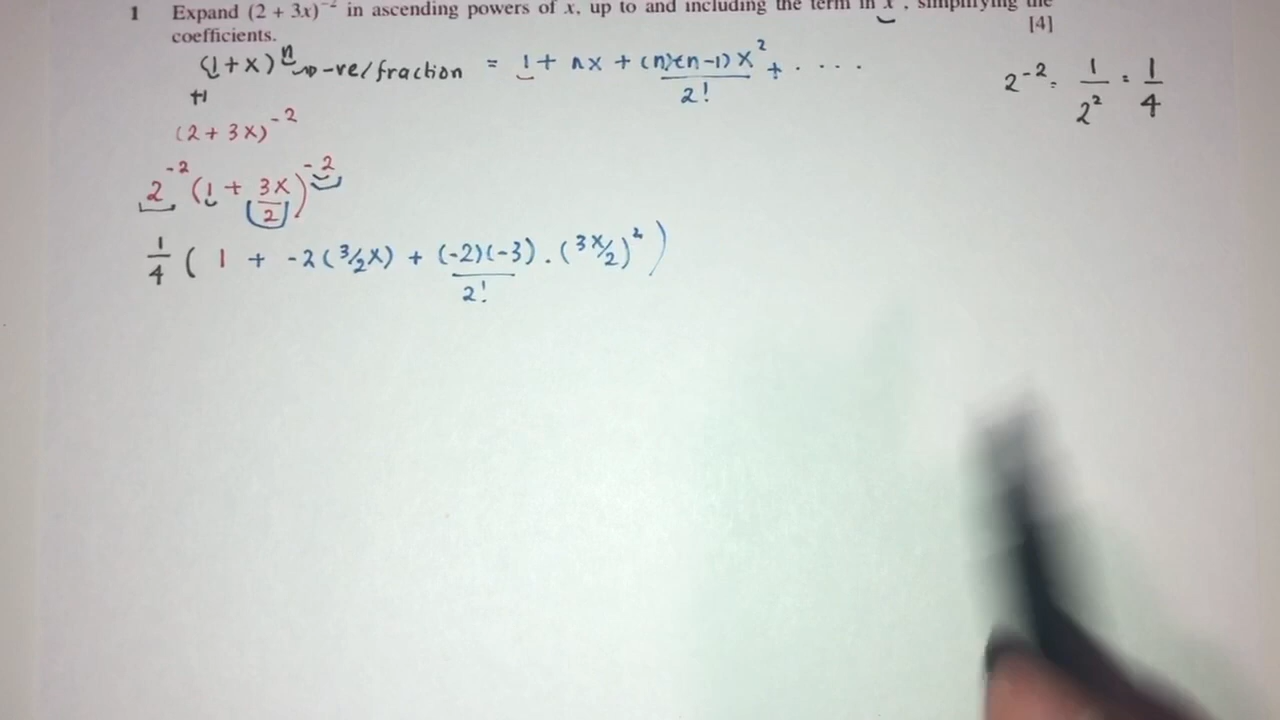 1 Expand (2 + 3x)⁻² in ascending powers of x, up to and including the term in x , simplifying the
coefficients. [4]
(1+x)ⁿ → -ve/fraction = 1 + nx + (n)(n-1)x²/2! + . . . .
2⁻² = 1/2² = 1/4
(2 + 3x)⁻²
2⁻² (1 + 3x/2)⁻²
1/4 ( 1 + -2(3/2x) + (-2)(-3)/2! . (3x/2)² )